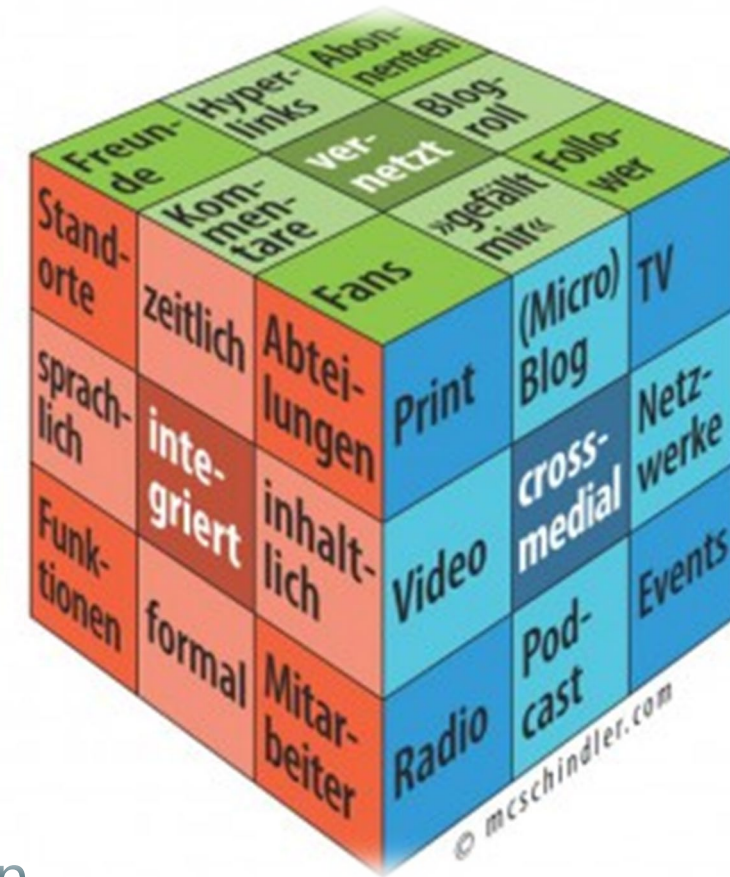 Abon-
nenten
Hyper-
links
Blog-
roll
Freun-
de
ver-
netzt
Follo-
wer
Kom-
men-
tare
»gefällt
mir«
Fans
Stand-
orte
zeitlich
Abtei-
lungen
sprach-
lich
inte-
griert
inhalt-
lich
Funk-
tionen
formal
Mitar-
beiter
Print
(Micro)
Blog
TV
Video
cross-
medial
Netz-
werke
Radio
Pod-
cast
Events
© mcschindler.com